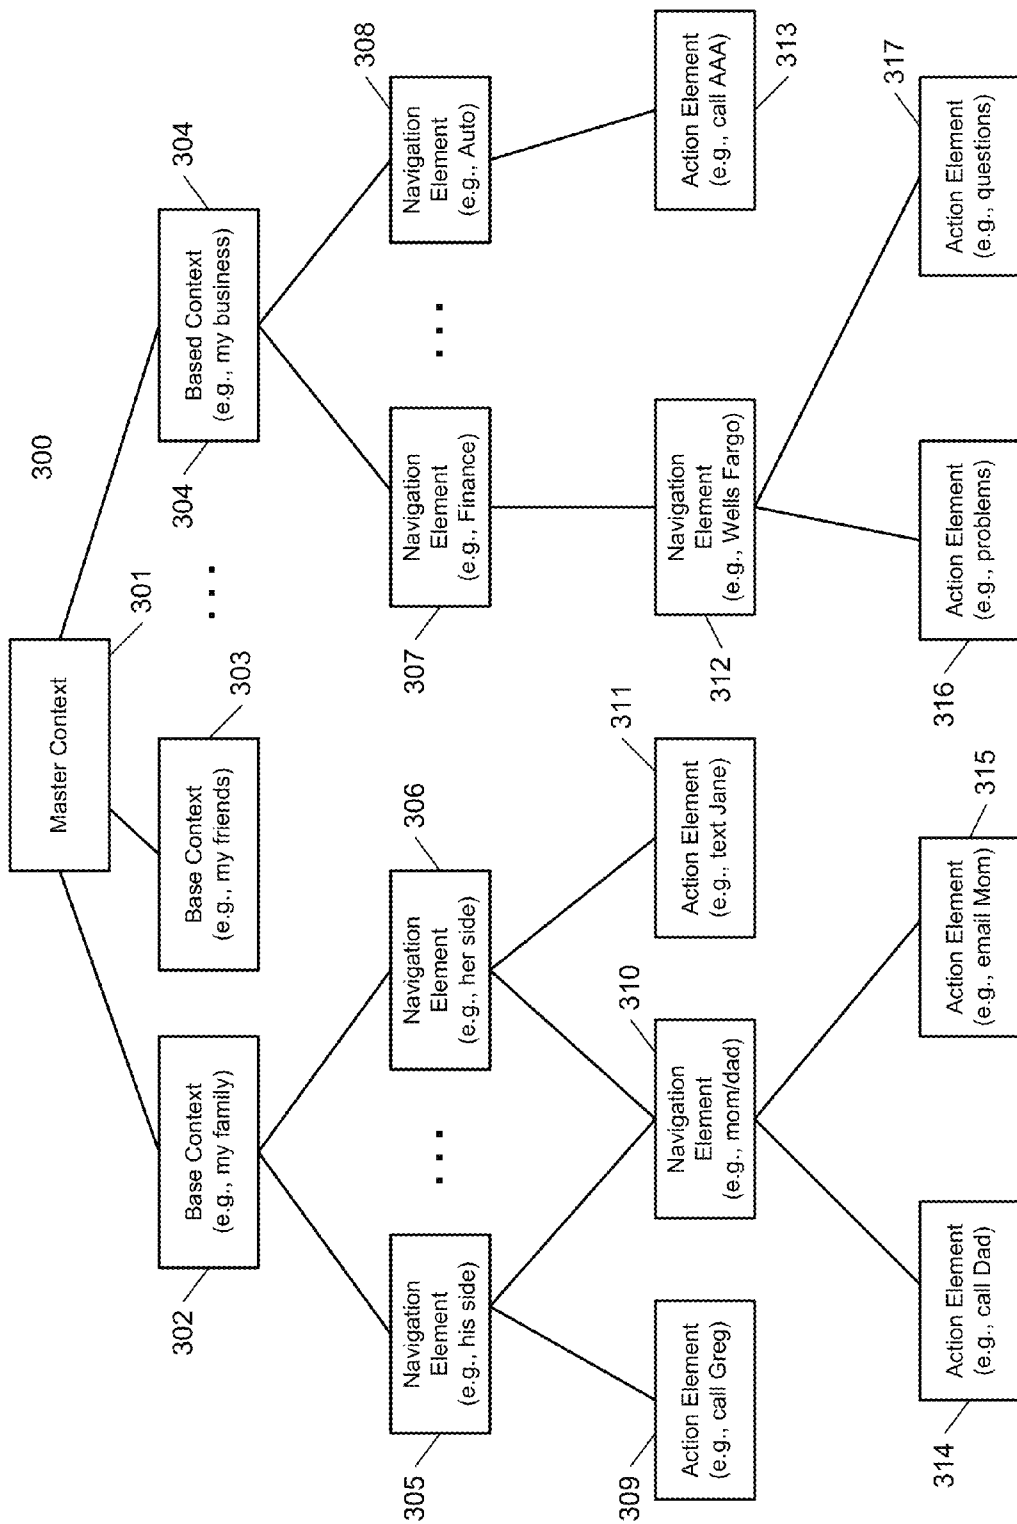 300
Master Context
301
Base Context
(e.g., my family)
302
Base Context
(e.g., my friends)
303
. . .
304
Based Context
(e.g., my business)
304
Navigation
Element
(e.g., his side)
305
. . .
Navigation
Element
(e.g., her side)
306
Navigation
Element
(e.g., Finance)
307
. . .
Navigation
Element
(e.g., Auto)
308
Action Element
(e.g., call Greg)
309
Navigation
Element
(e.g., mom/dad)
310
Action Element
(e.g., text Jane)
311
Navigation
Element
(e.g., Wells Fargo)
312
Action Element
(e.g., call AAA)
313
Action Element
(e.g., call Dad)
314
Action Element
(e.g., email Mom)
315
Action Element
(e.g., problems)
316
Action Element
(e.g., questions)
317